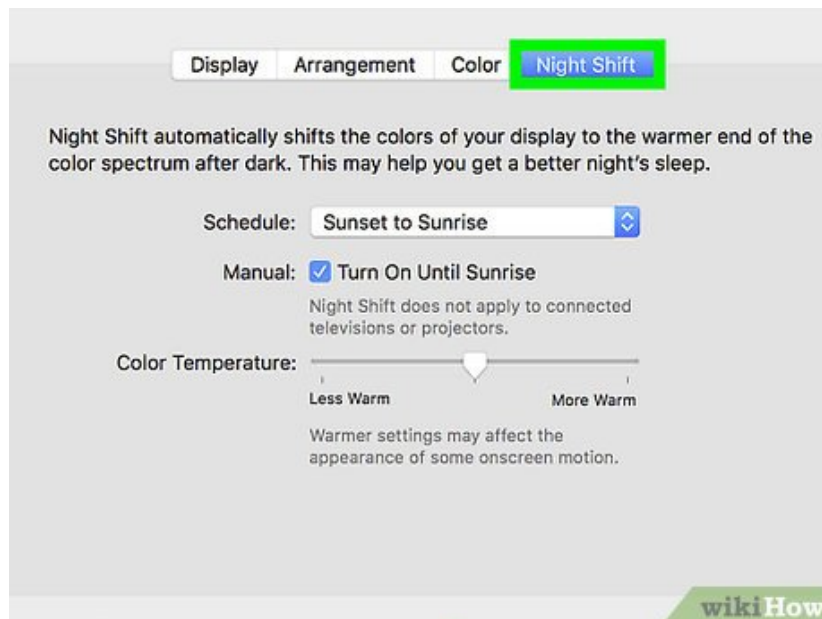 Display Arrangement Color Night Shift
Night Shift automatically shifts the colors of your display to the warmer end of the
color spectrum after dark. This may help you get a better night's sleep.
Schedule: Sunset to Sunrise
Manual: Turn On Until Sunrise
Night Shift does not apply to connected
televisions or projectors.
Color Temperature:
Less Warm More Warm
Warmer settings may affect the
appearance of some onscreen motion.
wikiHow